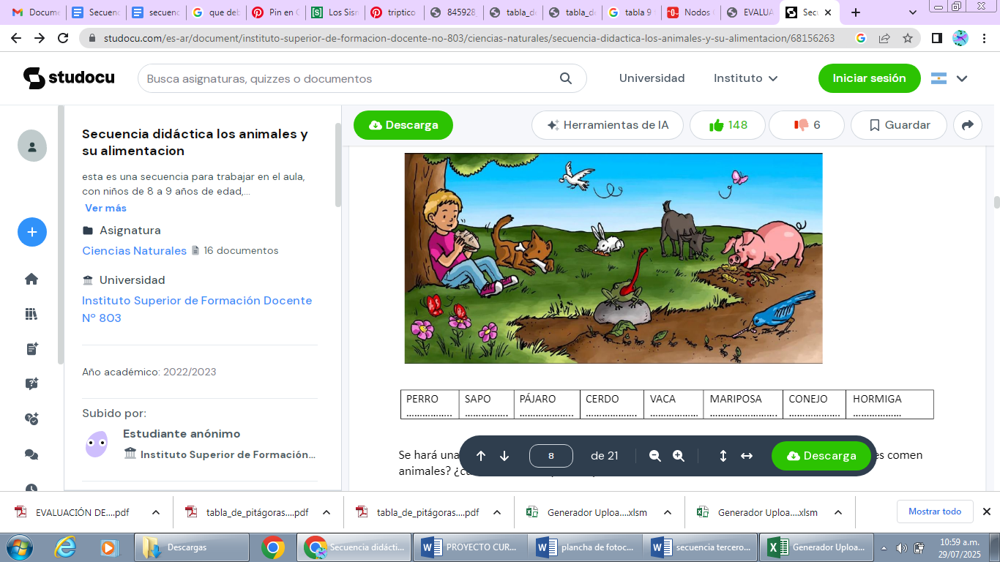 Docume
Secuenc
secuenc
que deb
Pin en C
Los Sisn
triptico
845928
tabla_de
tabla_de
tabla 9
Nodos
EVALUA
Secu
studocu.com/es-ar/document/instituto-superior-de-formacion-docente-no-803/ciencias-naturales/secuencia-didactica-los-animales-y-su-alimentacion/68156263
studocu
Busca asignaturas, quizzes o documentos
Universidad
Instituto
Iniciar sesión
Secuencia didáctica los animales y
su alimentacion
esta es una secuencia para trabajar en el aula,
con niños de 8 a 9 años de edad,...
Ver más
Asignatura
Ciencias Naturales 16 documentos
Universidad
Instituto Superior de Formación Docente
Nº 803
Año académico: 2022/2023
Subido por:
Estudiante anónimo
Instituto Superior de Formación...
Descarga
Herramientas de IA
148
6
Guardar
PERRO SAPO PÁJARO CERDO VACA MARIPOSA CONEJO HORMIGA
................. ................ .................... ................... .................. ......................... ................... ..................
Se hará una es comen
animales?
8 de 21
Descarga
EVALUACIÓN DE....pdf
tabla_de_pitágoras....pdf
tabla_de_pitágoras....pdf
Generador Uploa....xlsm
Generador Uploa....xlsm
Mostrar todo
Descargas
Secuencia didácti...
PROYECTO CUR...
plancha de fotoc...
secuencia tercero...
Generador Uploa...
10:59 a.m.
29/07/2025